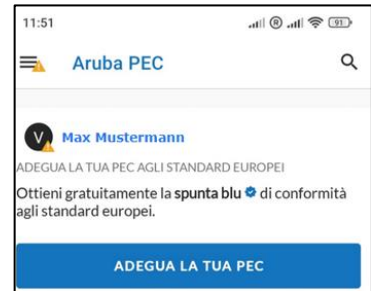 11:51
R 91
Aruba PEC
V Max Mustermann
ADEGUA LA TUA PEC AGLI STANDARD EUROPEI
Ottieni gratuitamente la spunta blu di conformità
agli standard europei.
ADEGUA LA TUA PEC